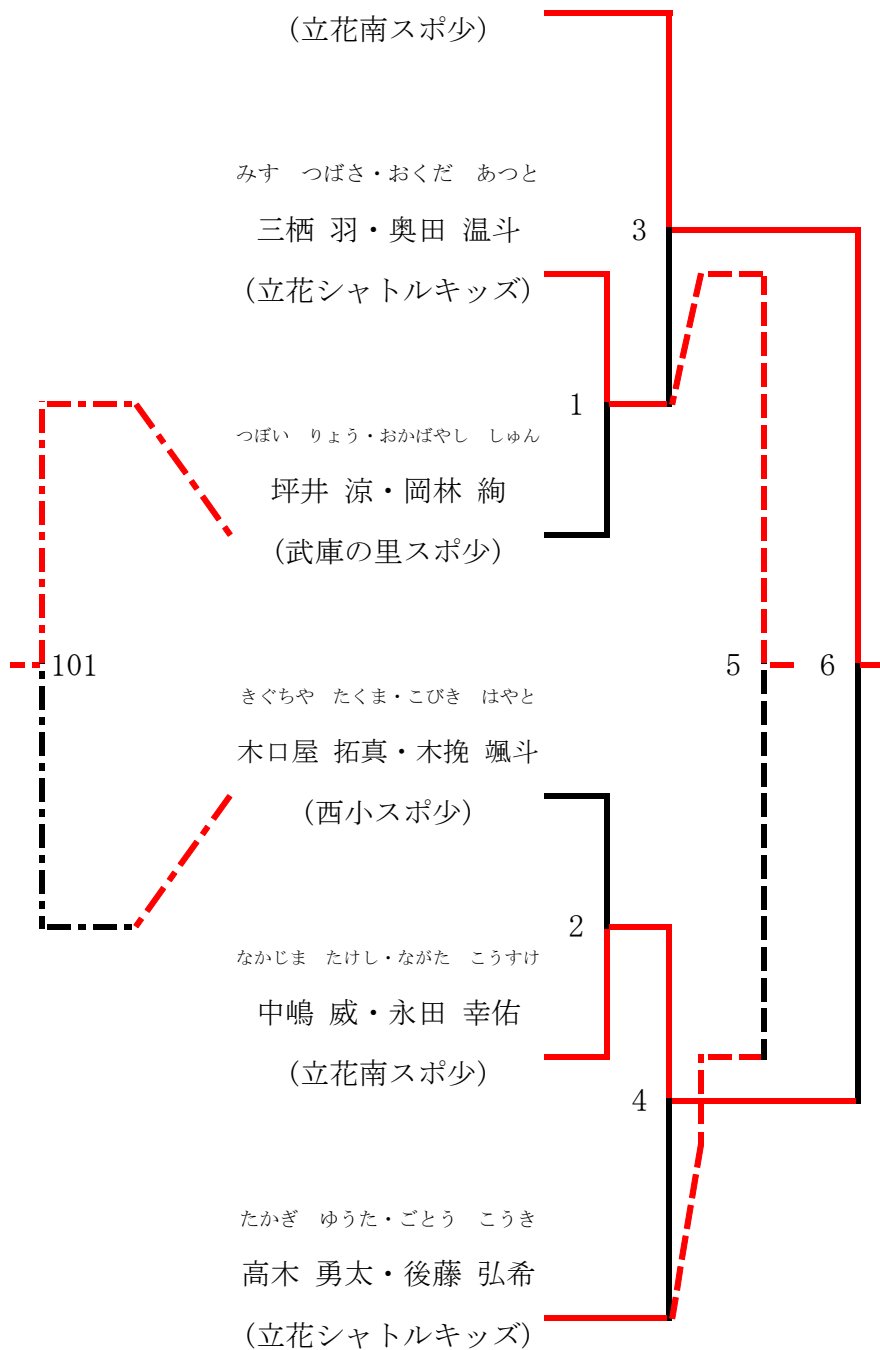 (立花南スポ少)
みす　つばさ・おくだ　あつと
三栖 羽・奥田 温斗
3
(立花シャトルキッズ)
1
つぼい　りょう・おかばやし　しゅん
坪井 涼・岡林 絢
(武庫の里スポ少)
101
5
6
きぐちや　たくま・こびき　はやと
木口屋 拓真・木挽 颯斗
(西小スポ少)
2
なかじま　たけし・ながた　こうすけ
中嶋 威・永田 幸佑
(立花南スポ少)
4
たかぎ　ゆうた・ごとう　こうき
高木 勇太・後藤 弘希
(立花シャトルキッズ)